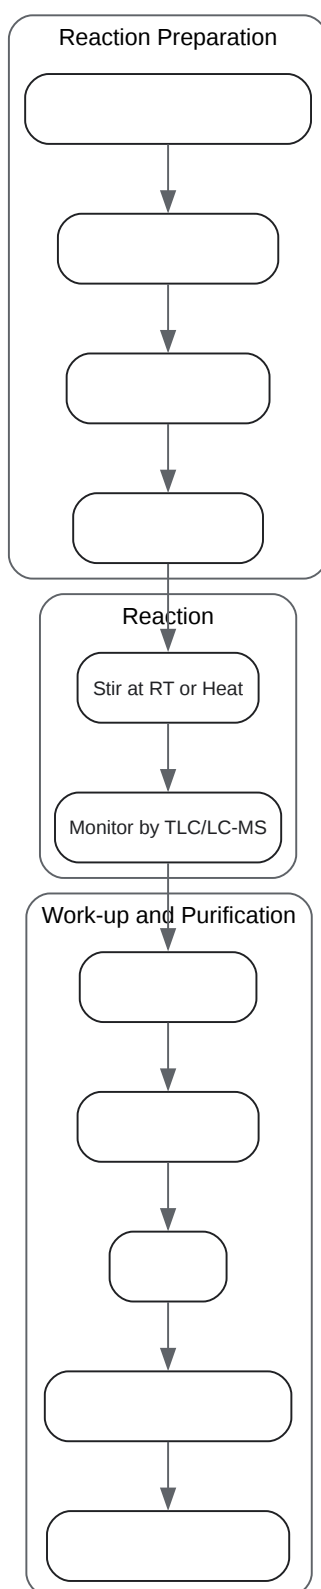 Reaction Preparation
Reaction
Stir at RT or Heat
Monitor by TLC/LC-MS
Work-up and Purification